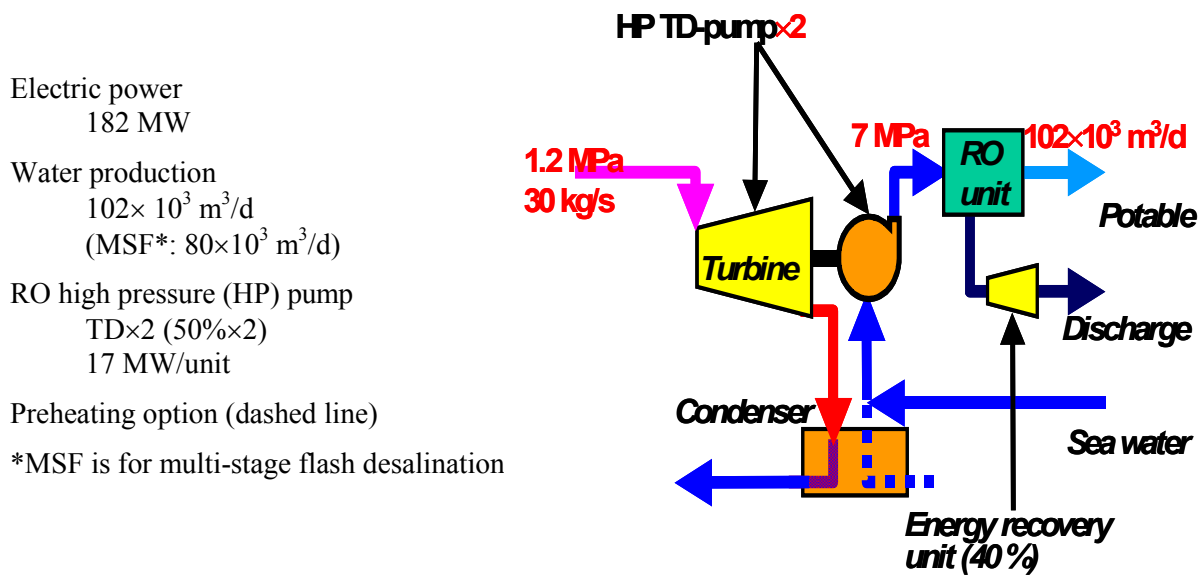 Electric power
182 MW
Water production
102× 10³ m³/d
(MSF*: 80×10³ m³/d)
RO high pressure (HP) pump
TD×2 (50%×2)
17 MW/unit
Preheating option (dashed line)
*MSF is for multi-stage flash desalination
HP TD-pump×2
1.2 MPa
30 kg/s
7 MPa
RO
unit
102×10³ m³/d
Potable
Turbine
Discharge
Condenser
Sea water
Energy recovery
unit (40%)